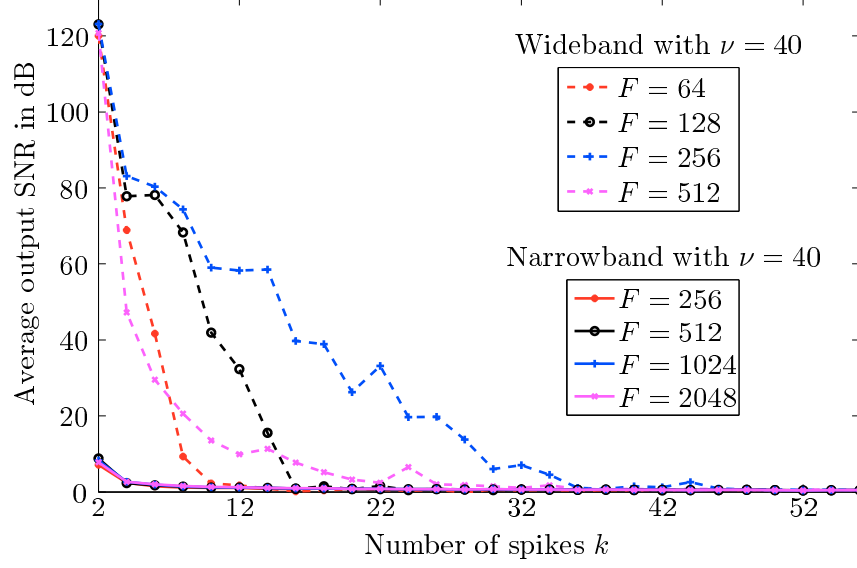 Average output SNR in dB
120
100
80
60
40
20
0
2
12
22
32
42
52
Number of spikes k
Wideband with ν = 40
F = 64
F = 128
F = 256
F = 512
Narrowband with ν = 40
F = 256
F = 512
F = 1024
F = 2048